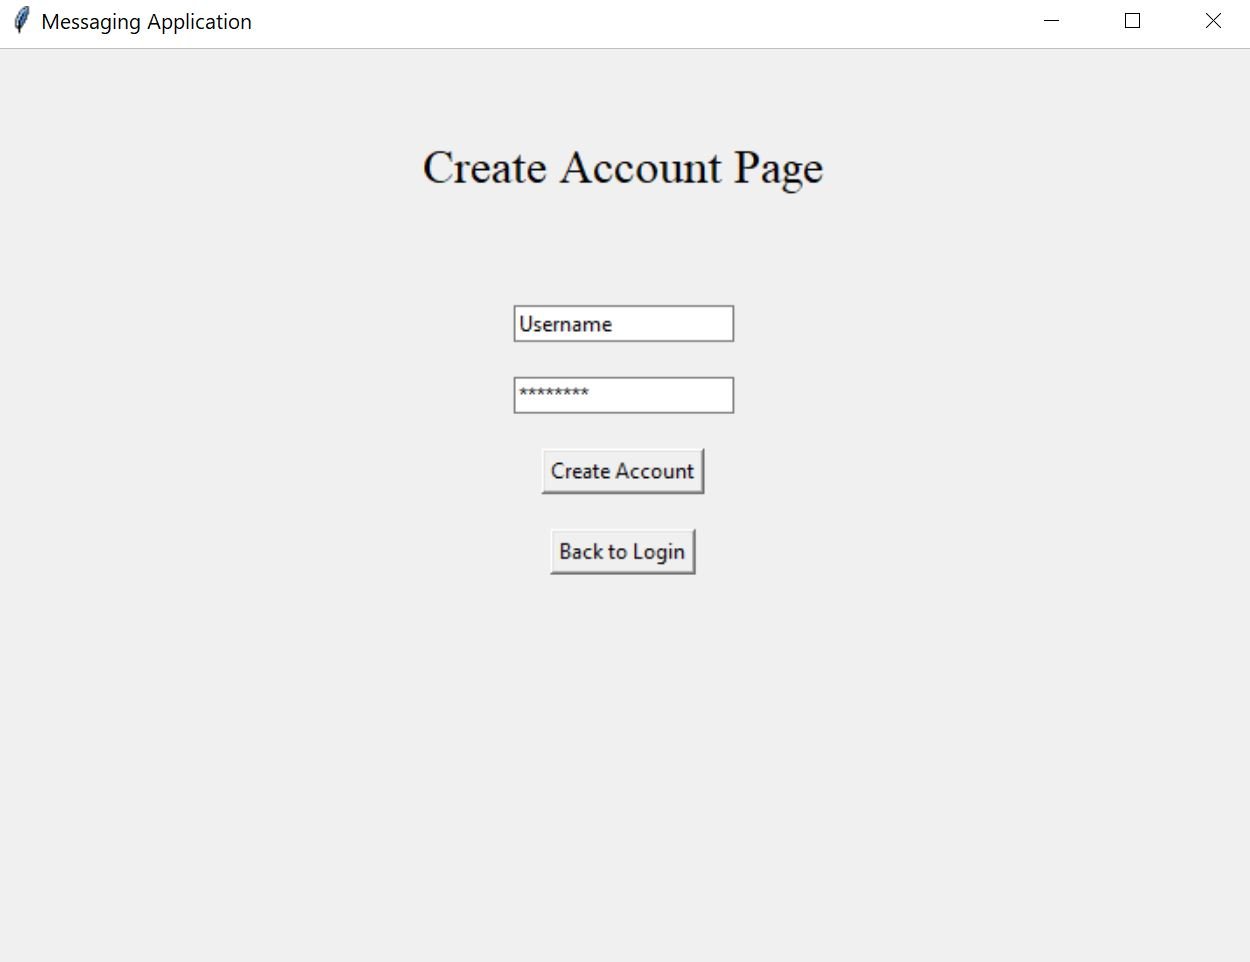 Messaging Application
Create Account Page
Username
********
Create Account
Back to Login